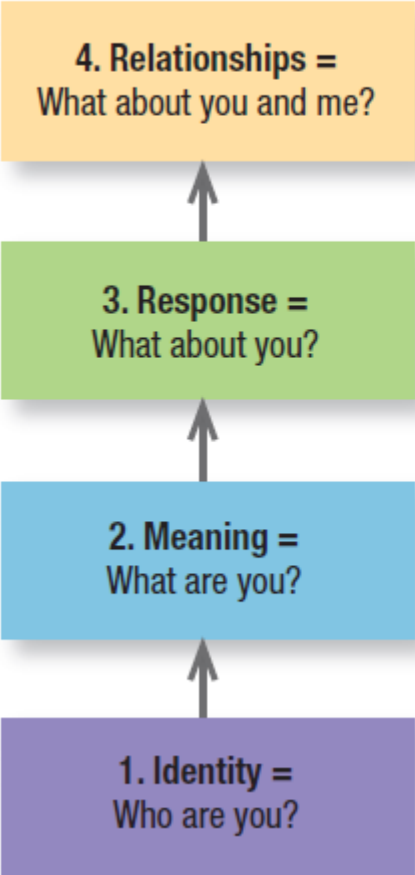 4. Relationships =
What about you and me?
3. Response =
What about you?
2. Meaning =
What are you?
1. Identity =
Who are you?